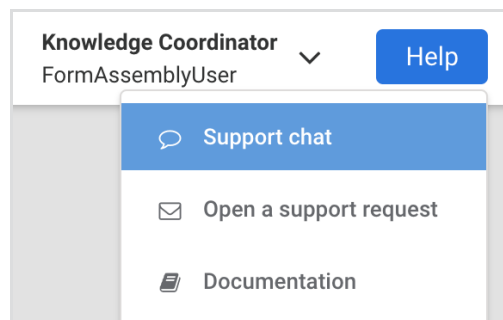 Knowledge Coordinator
FormAssemblyUser
Help
Support chat
Open a support request
Documentation